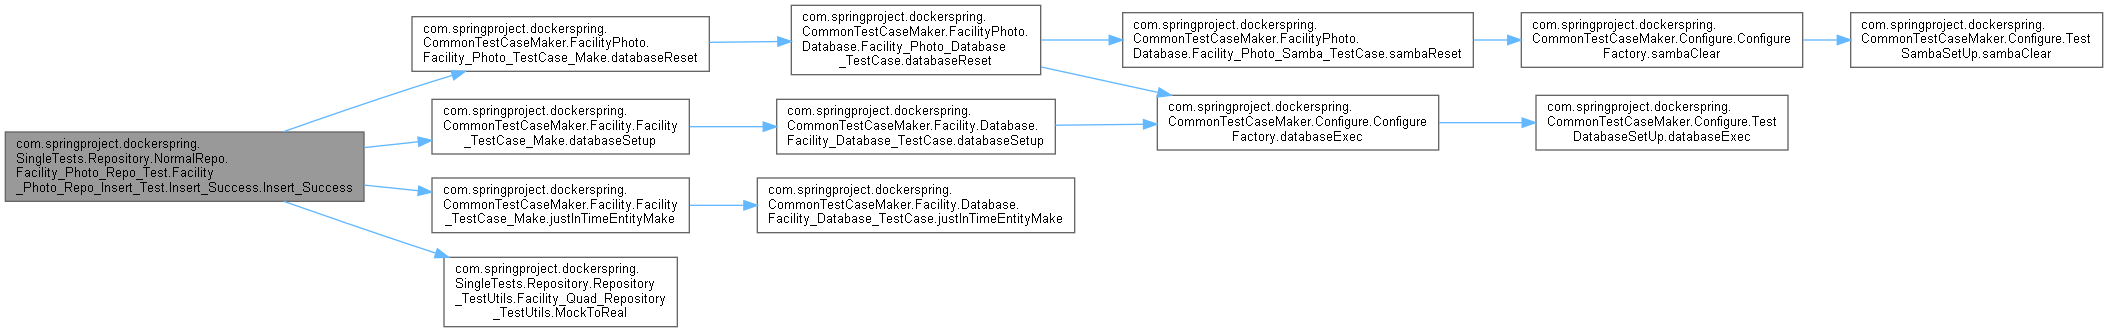 com.springproject.dockerspring.
SingleTests.Repository.NormalRepo.
Facility_Photo_Repo_Test.Facility
_Photo_Repo_Insert_Test.Insert_Success.Insert_Success
com.springproject.dockerspring.
CommonTestCaseMaker.FacilityPhoto.
Facility_Photo_TestCase_Make.databaseReset
com.springproject.dockerspring.
CommonTestCaseMaker.FacilityPhoto.
Database.Facility_Photo_Database
_TestCase.databaseReset
com.springproject.dockerspring.
CommonTestCaseMaker.FacilityPhoto.
Database.Facility_Photo_Samba_TestCase.sambaReset
com.springproject.dockerspring.
CommonTestCaseMaker.Configure.Configure
Factory.sambaClear
com.springproject.dockerspring.
CommonTestCaseMaker.Configure.Test
SambaSetUp.sambaClear
com.springproject.dockerspring.
CommonTestCaseMaker.Configure.Configure
Factory.databaseExec
com.springproject.dockerspring.
CommonTestCaseMaker.Configure.Test
DatabaseSetUp.databaseExec
com.springproject.dockerspring.
CommonTestCaseMaker.Facility.Facility
_TestCase_Make.databaseSetup
com.springproject.dockerspring.
CommonTestCaseMaker.Facility.Database.
Facility_Database_TestCase.databaseSetup
com.springproject.dockerspring.
CommonTestCaseMaker.Facility.Facility
_TestCase_Make.justInTimeEntityMake
com.springproject.dockerspring.
CommonTestCaseMaker.Facility.Database.
Facility_Database_TestCase.justInTimeEntityMake
com.springproject.dockerspring.
SingleTests.Repository.Repository
_TestUtils.Facility_Quad_Repository
_TestUtils.MockToReal